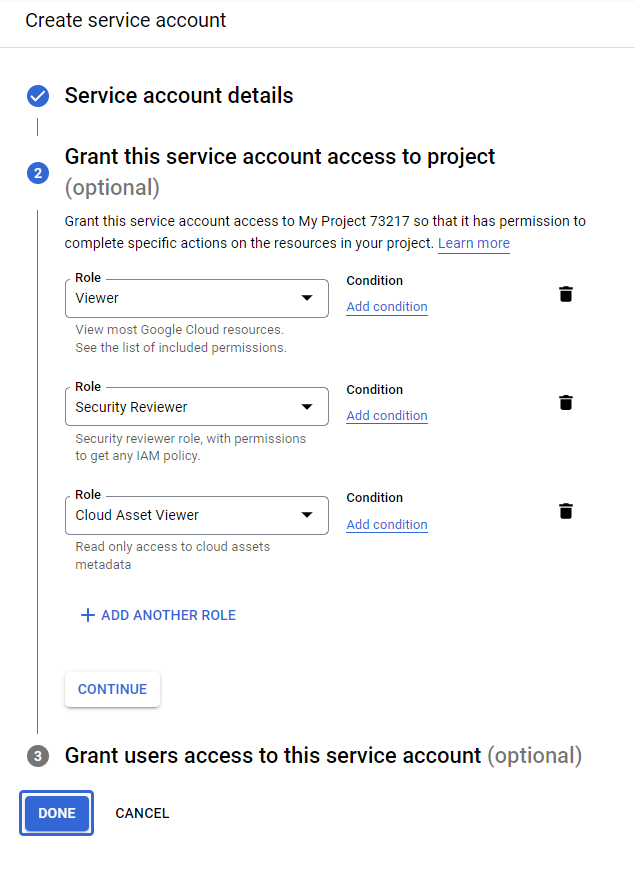 Create service account
Service account details
2
Grant this service account access to project
(optional)
Grant this service account access to My Project 73217 so that it has permission to
complete specific actions on the resources in your project. Learn more
Role
Condition
Viewer
Add condition
View most Google Cloud resources.
See the list of included permissions.
Role
Condition
Security Reviewer
Add condition
Security reviewer role, with permissions
to get any IAM policy.
Role
Condition
Cloud Asset Viewer
Add condition
Read only access to cloud assets
metadata
ADD ANOTHER ROLE
CONTINUE
3
Grant users access to this service account (optional)
DONE
CANCEL